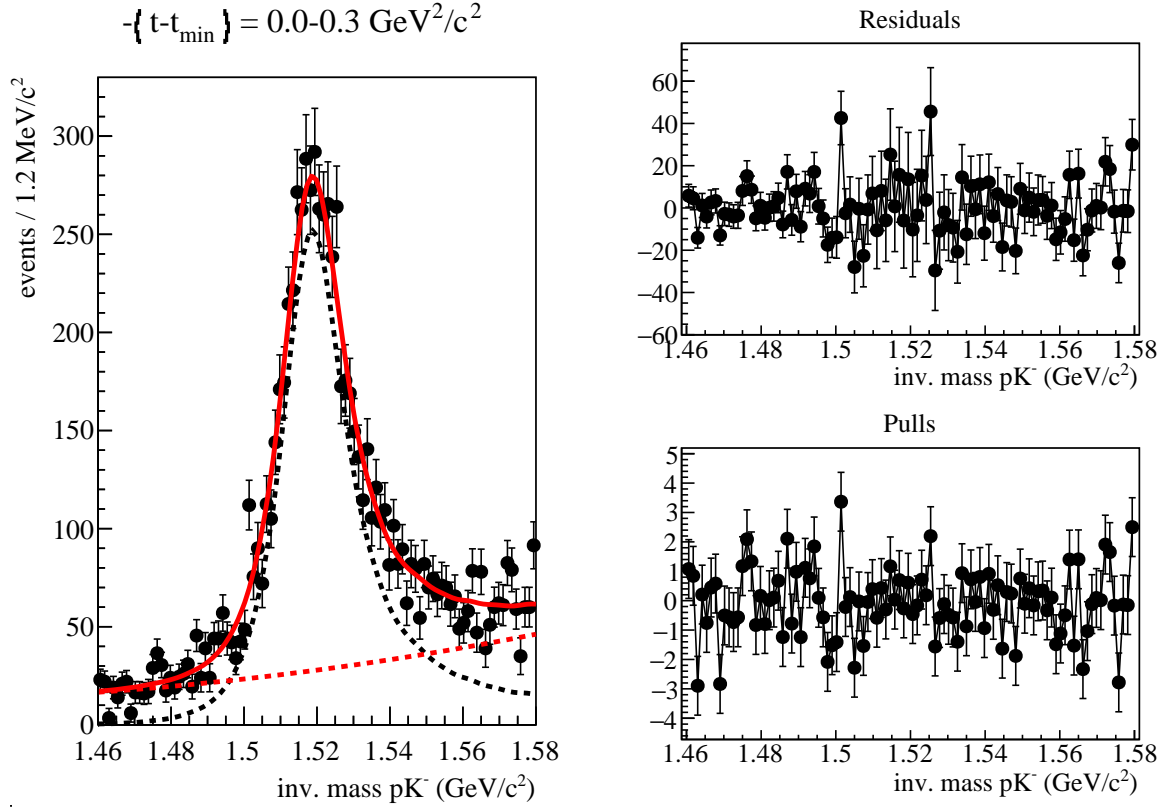 -( t-t_min ) = 0.0-0.3 GeV²/c²
events / 1.2 MeV/c²
300
250
200
150
100
50
0
1.46 1.48 1.5 1.52 1.54 1.56 1.58
inv. mass pK⁻ (GeV/c²)
Residuals
60
40
20
0
−20
−40
−60
1.46 1.48 1.5 1.52 1.54 1.56 1.58
inv. mass pK⁻ (GeV/c²)
Pulls
5
4
3
2
1
0
−1
−2
−3
−4
1.46 1.48 1.5 1.52 1.54 1.56 1.58
inv. mass pK⁻ (GeV/c²)